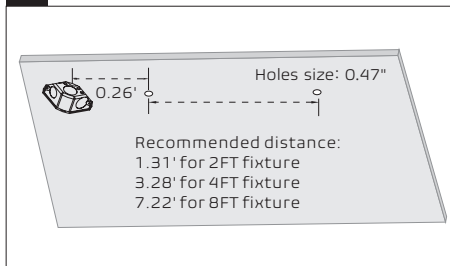 Holes size: 0.47"
0.26'
Recommended distance:
1.31' for 2FT fixture
3.28' for 4FT fixture
7.22' for 8FT fixture